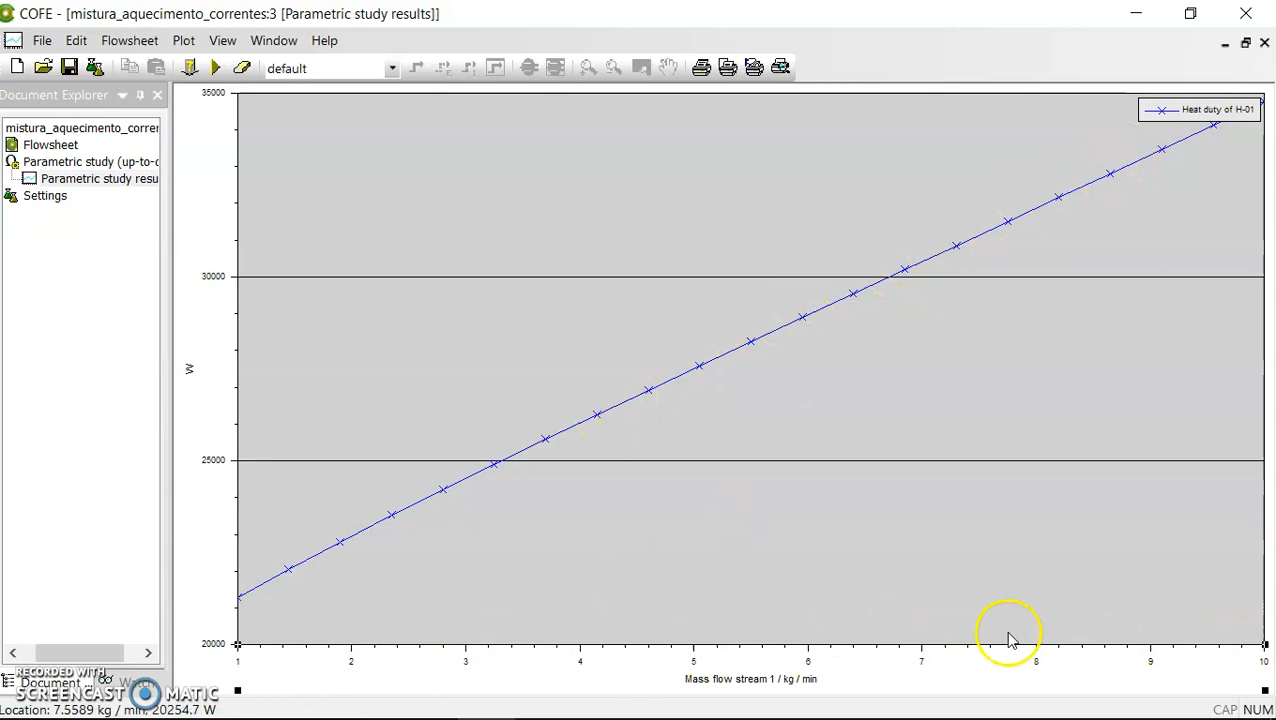 COFE - [mistura_aquecimento_correntes:3 [Parametric study results]]
File Edit Flowsheet Plot View Window Help
default
Document Explorer
mistura_aquecimento_corren
Flowsheet
Parametric study (up-to-d
Parametric study resu
Settings
35000
30000
25000
20000
W
Heat duty of H-01
1 2 3 4 5 6 7 8 9 10
Mass flow stream 1 / kg / min
RECORDED WITH
SCREENCAST MATIC
Document ... Watch
Location: 7.5589 kg / min, 20254.7 W
CAP NUM